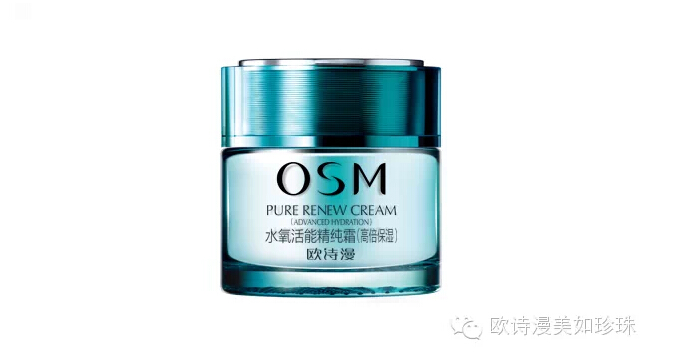 OSM
PURE RENEW CREAM
(ADVANCED HYDRATION)
水氧活能精纯霜(高倍保湿)
欧诗漫
欧诗漫美如珍珠